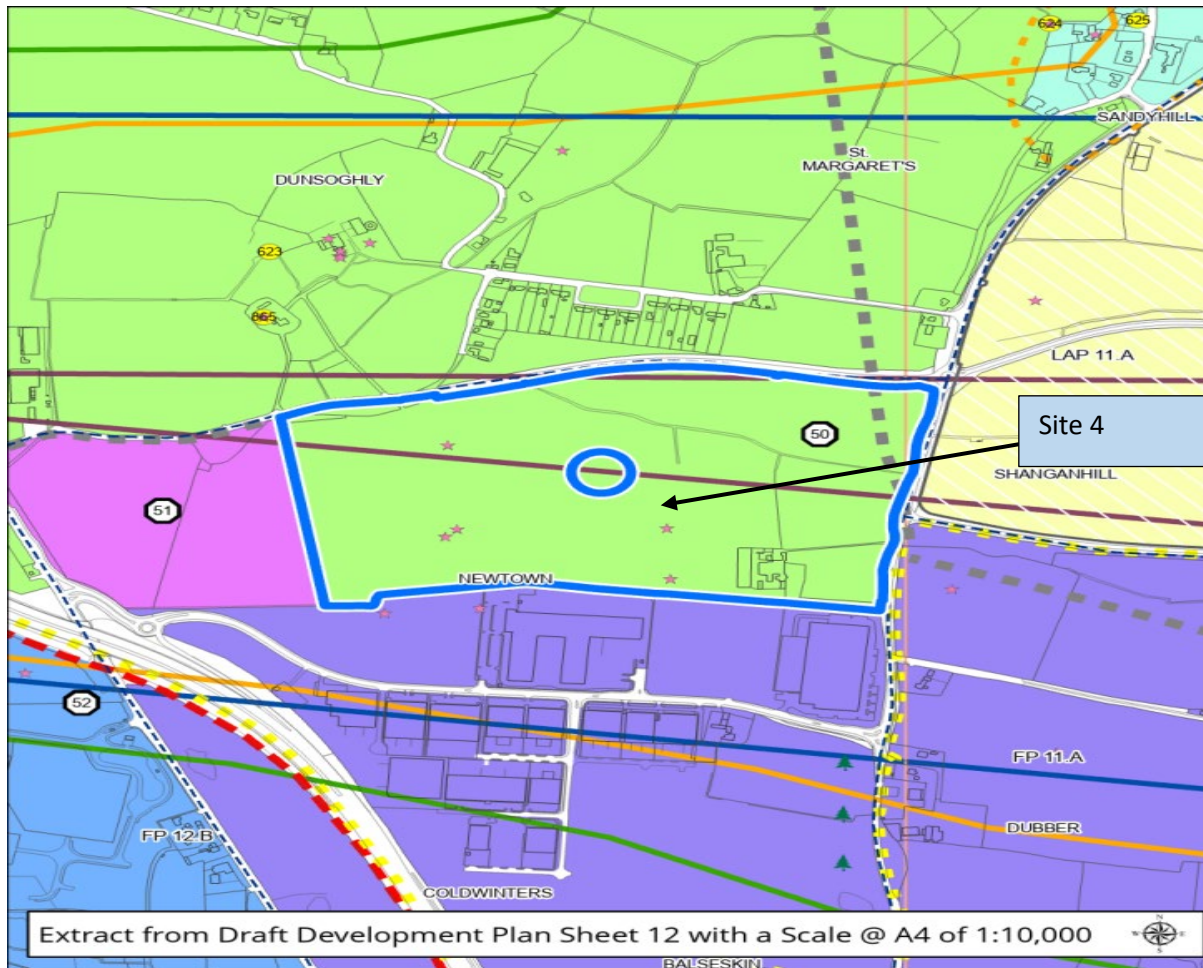 624
625
SANDYHILL
St.
MARGARET'S
DUNSOGHLY
623
865
LAP 11.A
Site 4
50
SHANGANHILL
51
NEWTOWN
52
FP 11.A
DUBBER
FP 12.B
COLDWINTERS
Extract from Draft Development Plan Sheet 12 with a Scale @ A4 of 1:10,000
N
W
E
S
BALSESKIN